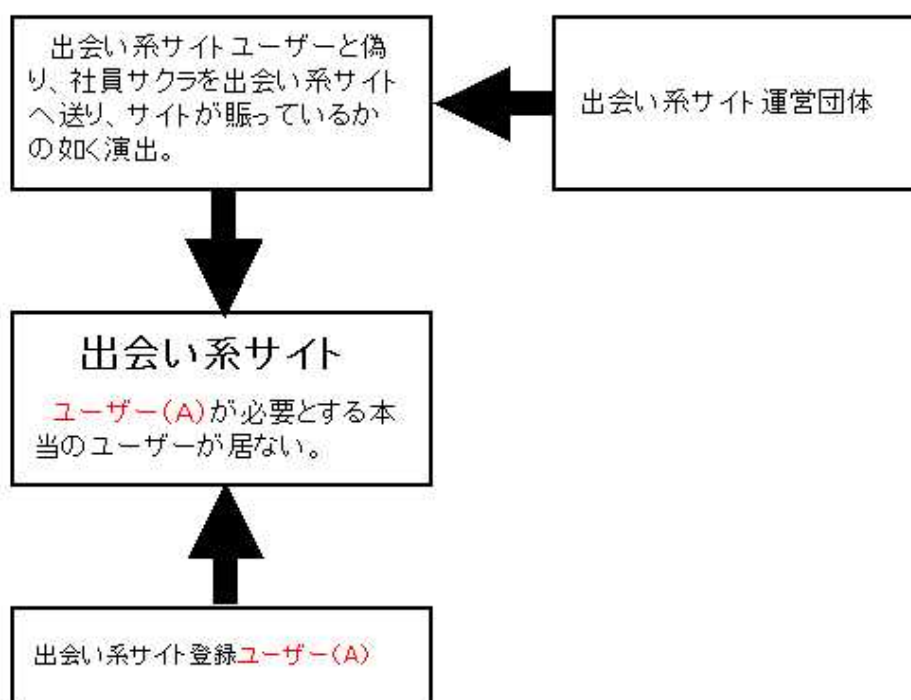 出会い系サイトユーザーと偽
り、社員サクラを出会い系サイト
へ送り、サイトが賑っているか
の如く演出。
出会い系サイト運営団体
出会い系サイト
ユーザー(A)が必要とする本
当のユーザーが居ない。
出会い系サイト登録ユーザー(A)